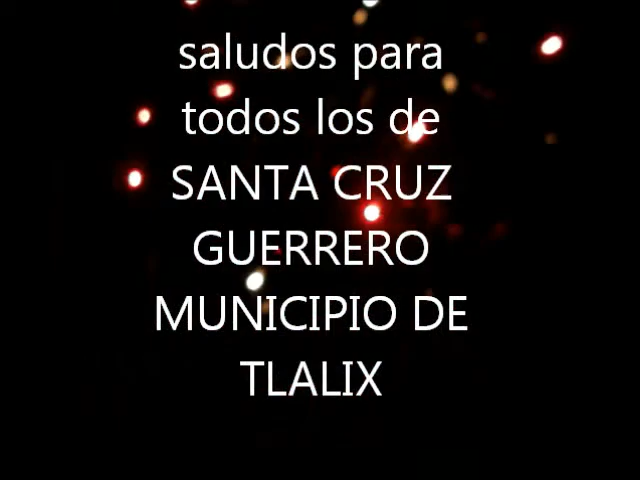 saludos para
todos los de
SANTA CRUZ
GUERRERO
MUNICIPIO DE
TLALIX